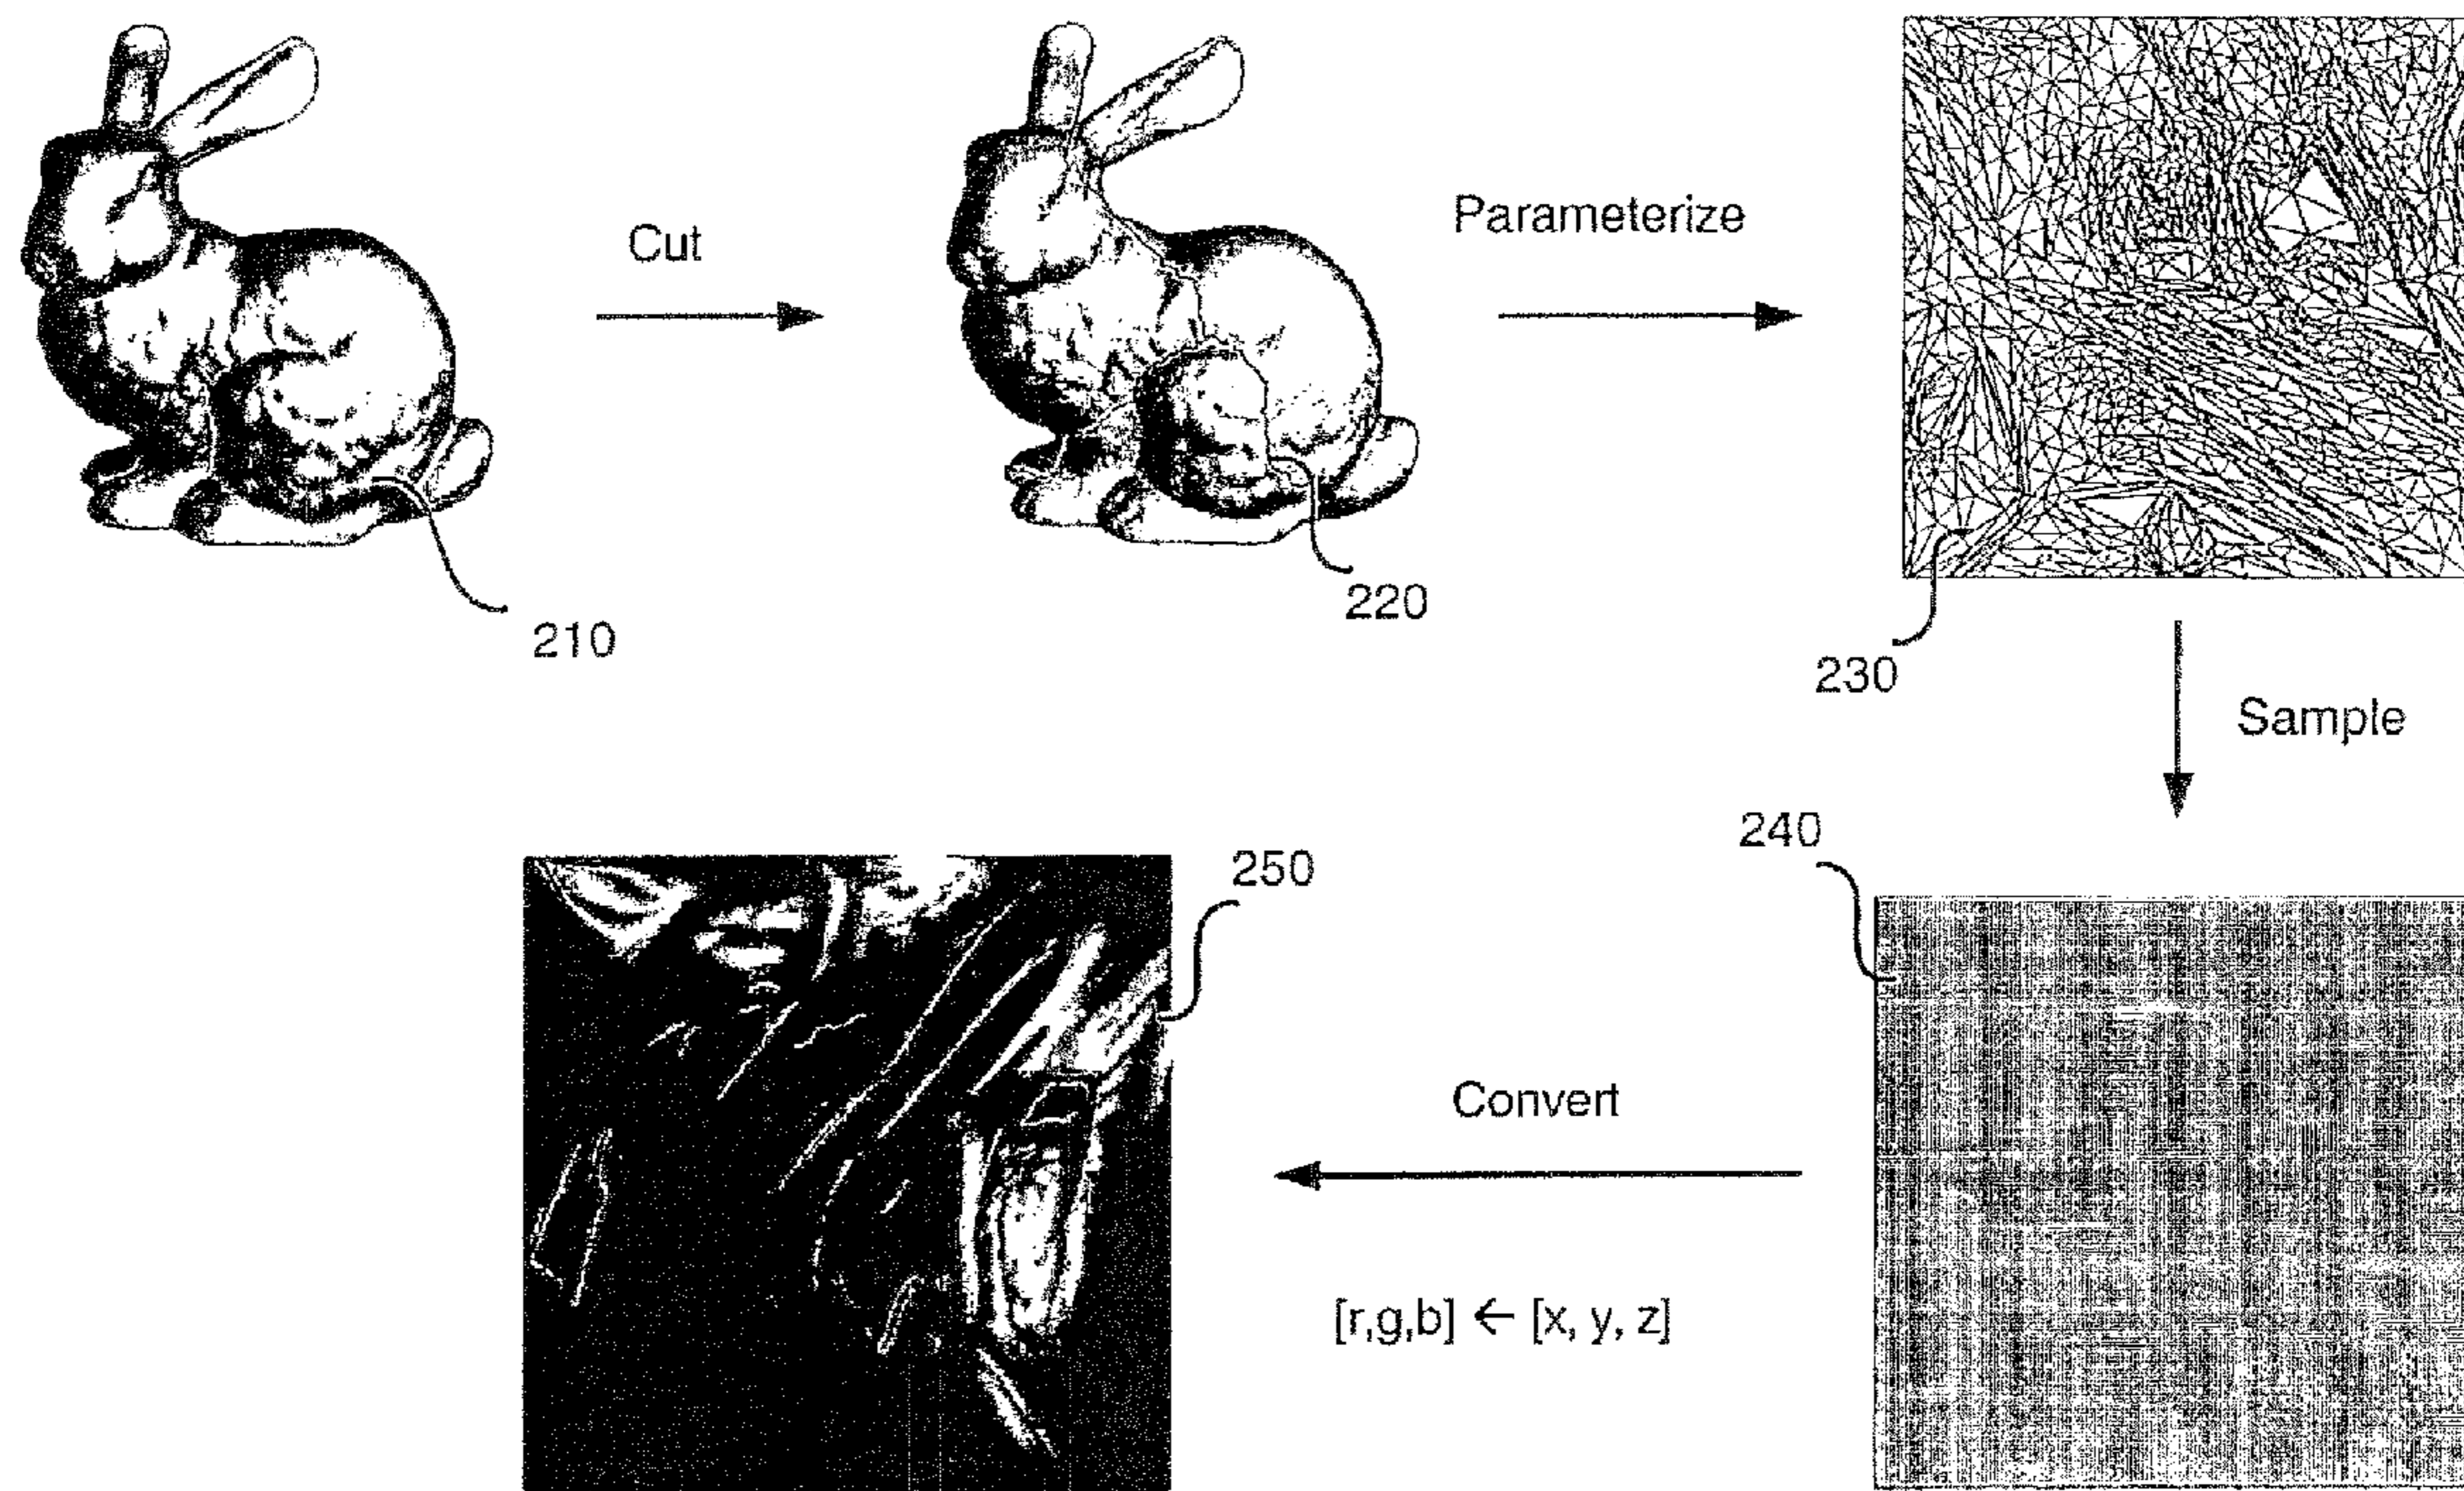 Cut
Parameterize
210
220
230
Sample
240
250
Convert
[r,g,b] ← [x, y, z]